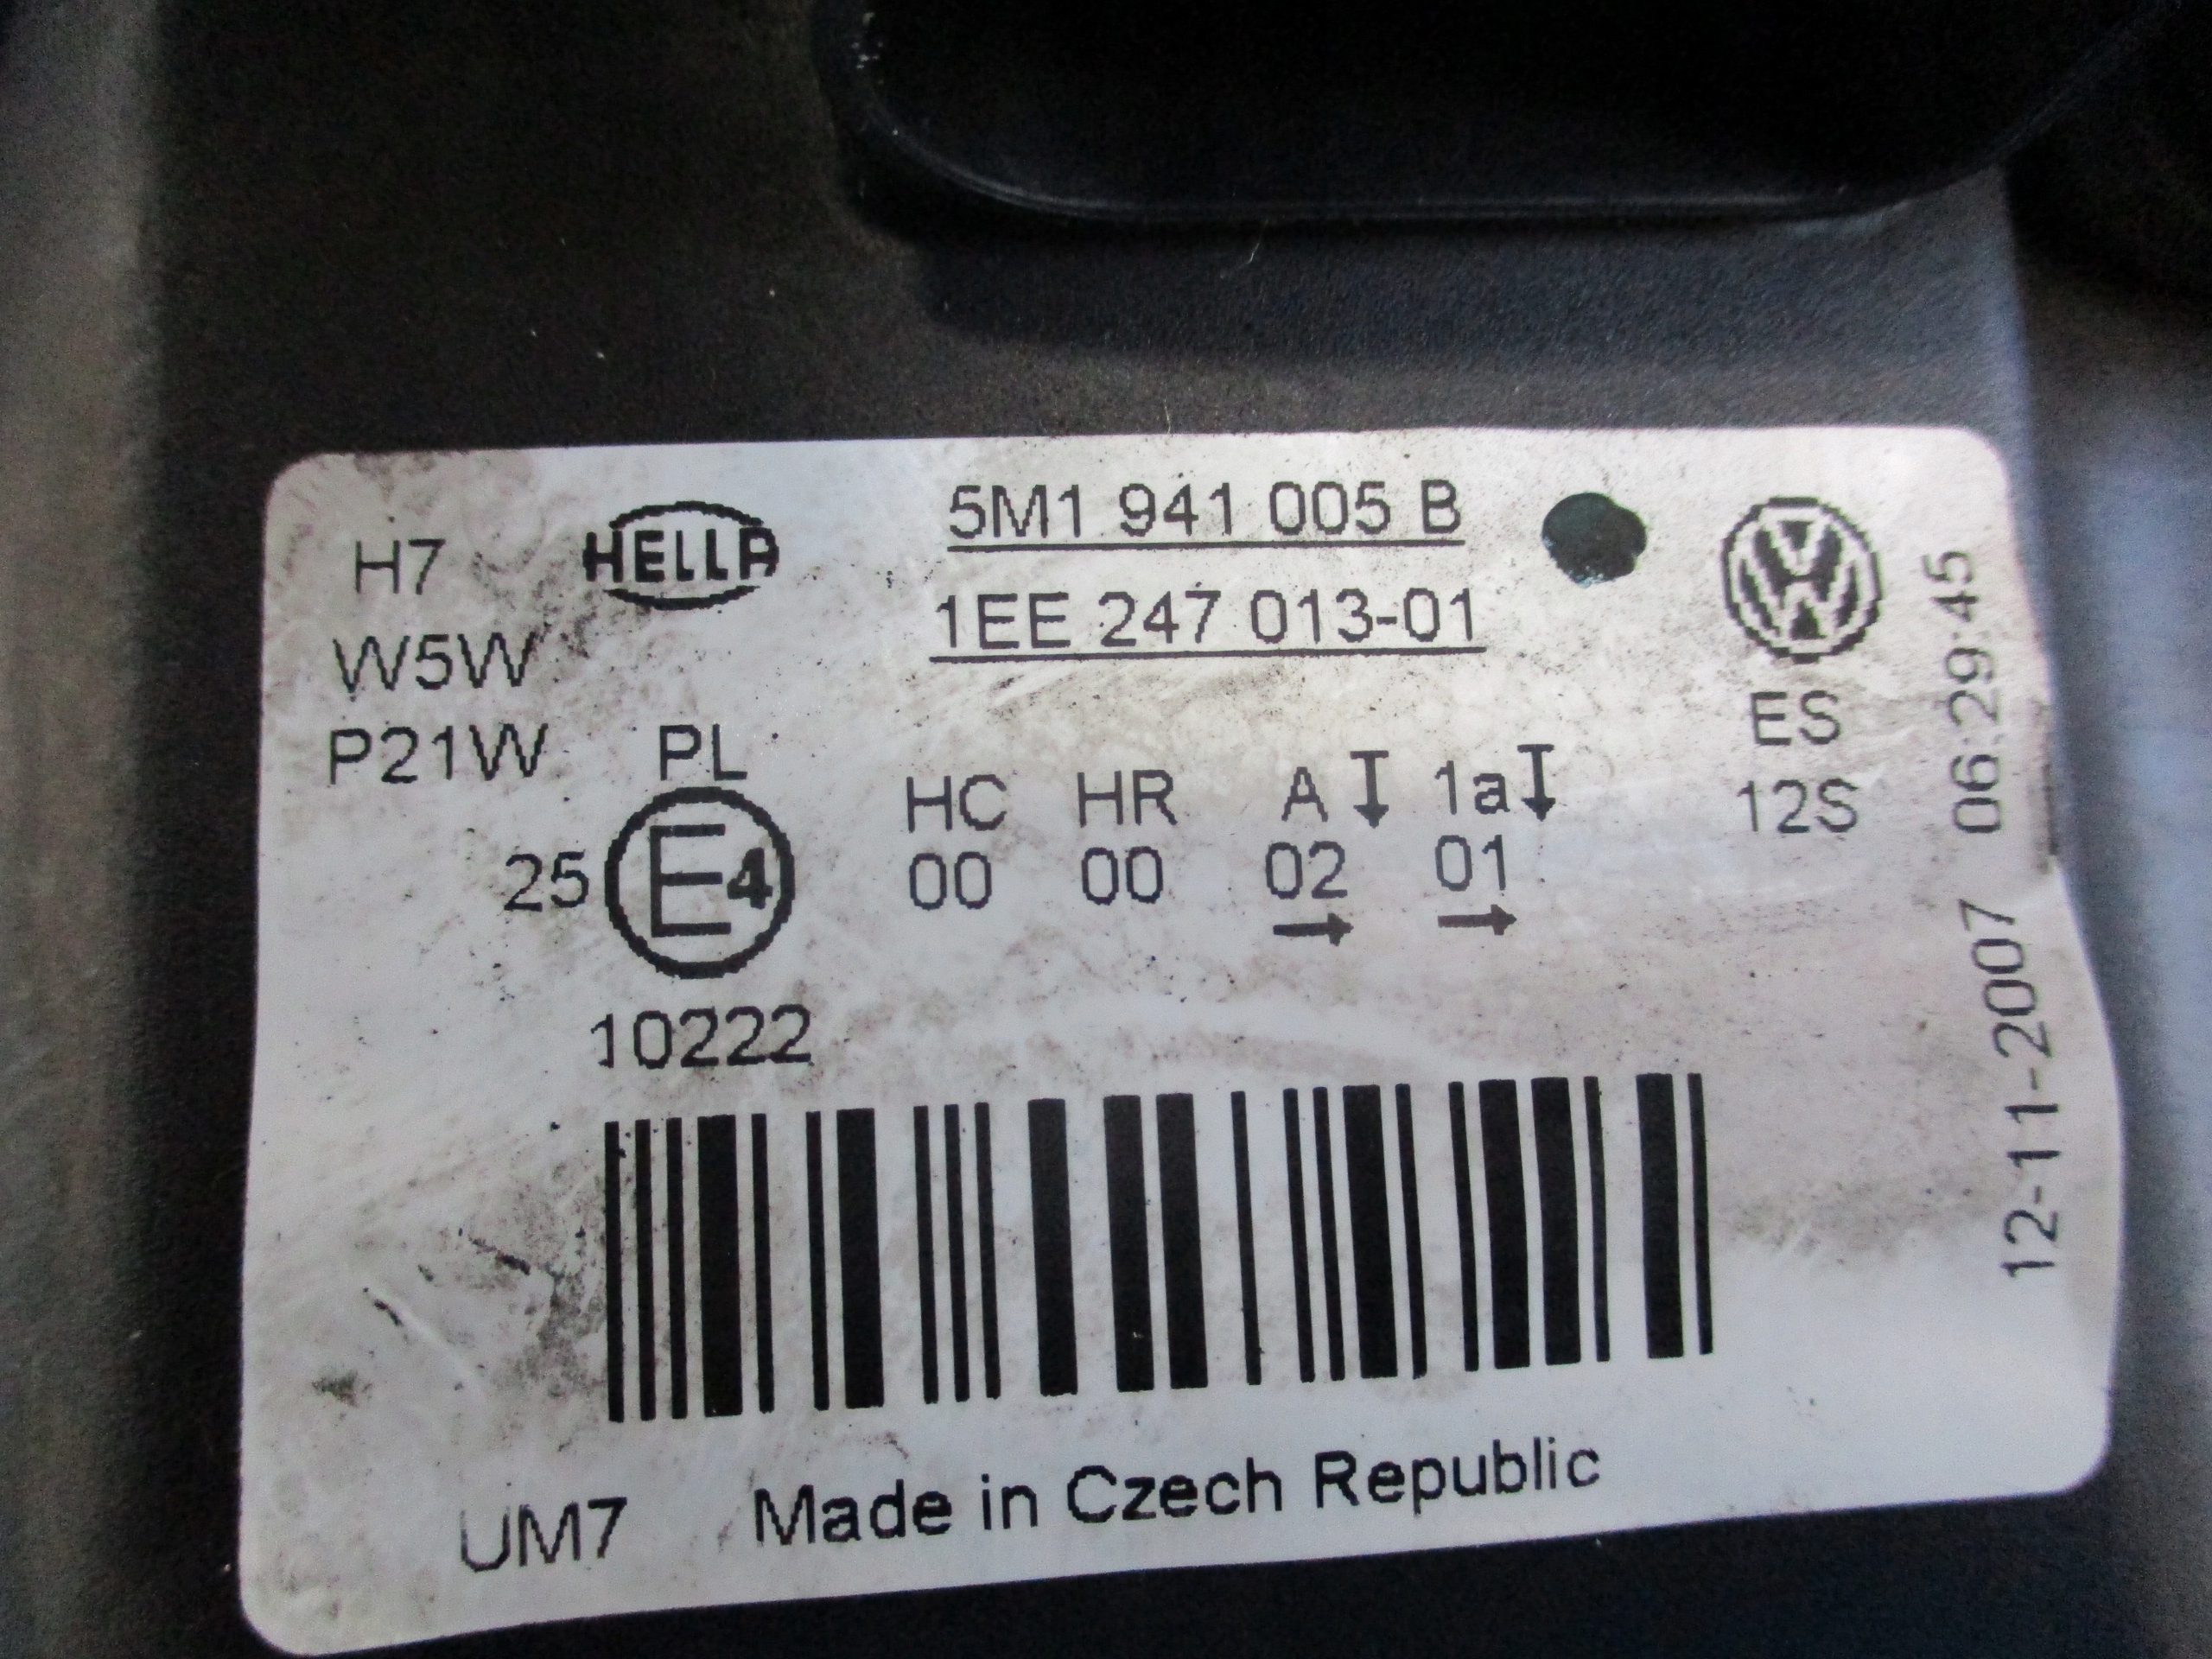 H7
W5W
P21W
HELLA
5M1 941 005 B
1EE 247 013-01
ES
12S
PL
25 E4
10222
HC HR A 1a
00 00 02 01
12-11-2007 06:29:45
UM7 Made in Czech Republic